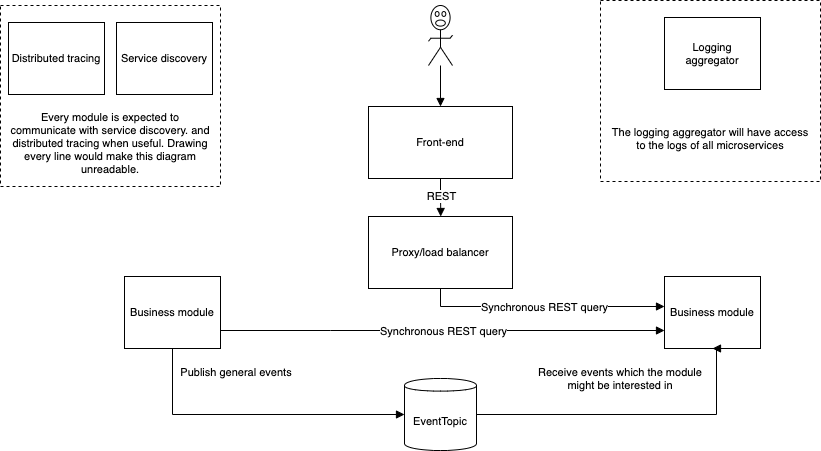 Distributed tracing
Service discovery
Every module is expected to
communicate with service discovery. and
distributed tracing when useful. Drawing
every line would make this diagram
unreadable.
Logging
aggregator
The logging aggregator will have access
to the logs of all microservices
Front-end
REST
Proxy/load balancer
Business module
Synchronous REST query
Business module
Synchronous REST query
Publish general events
Receive events which the module
might be interested in
EventTopic